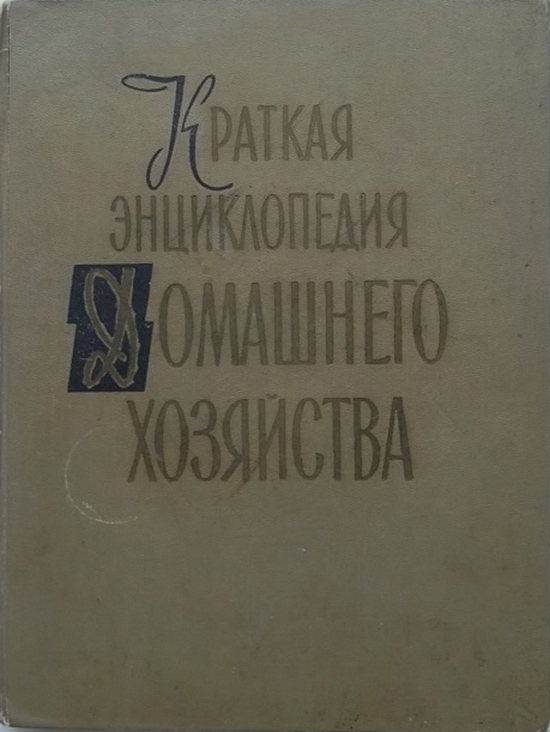 Краткая
энциклопедия
Домашнего
хозяйства